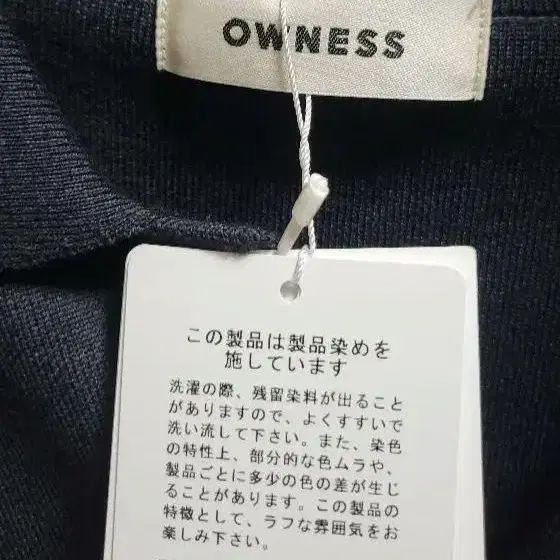 OWNESS
この製品は製品染めを
施しています
洗濯の際、残留染料が出ること
がありますので、よくすすいで
洗い流して下さい。また、染色
の特性上、部分的な色ムラや、
製品ごとに多少の色の差が生じ
ることがあります。この製品の
特徴として、ラフな雰囲気をお
楽しみ下さい。